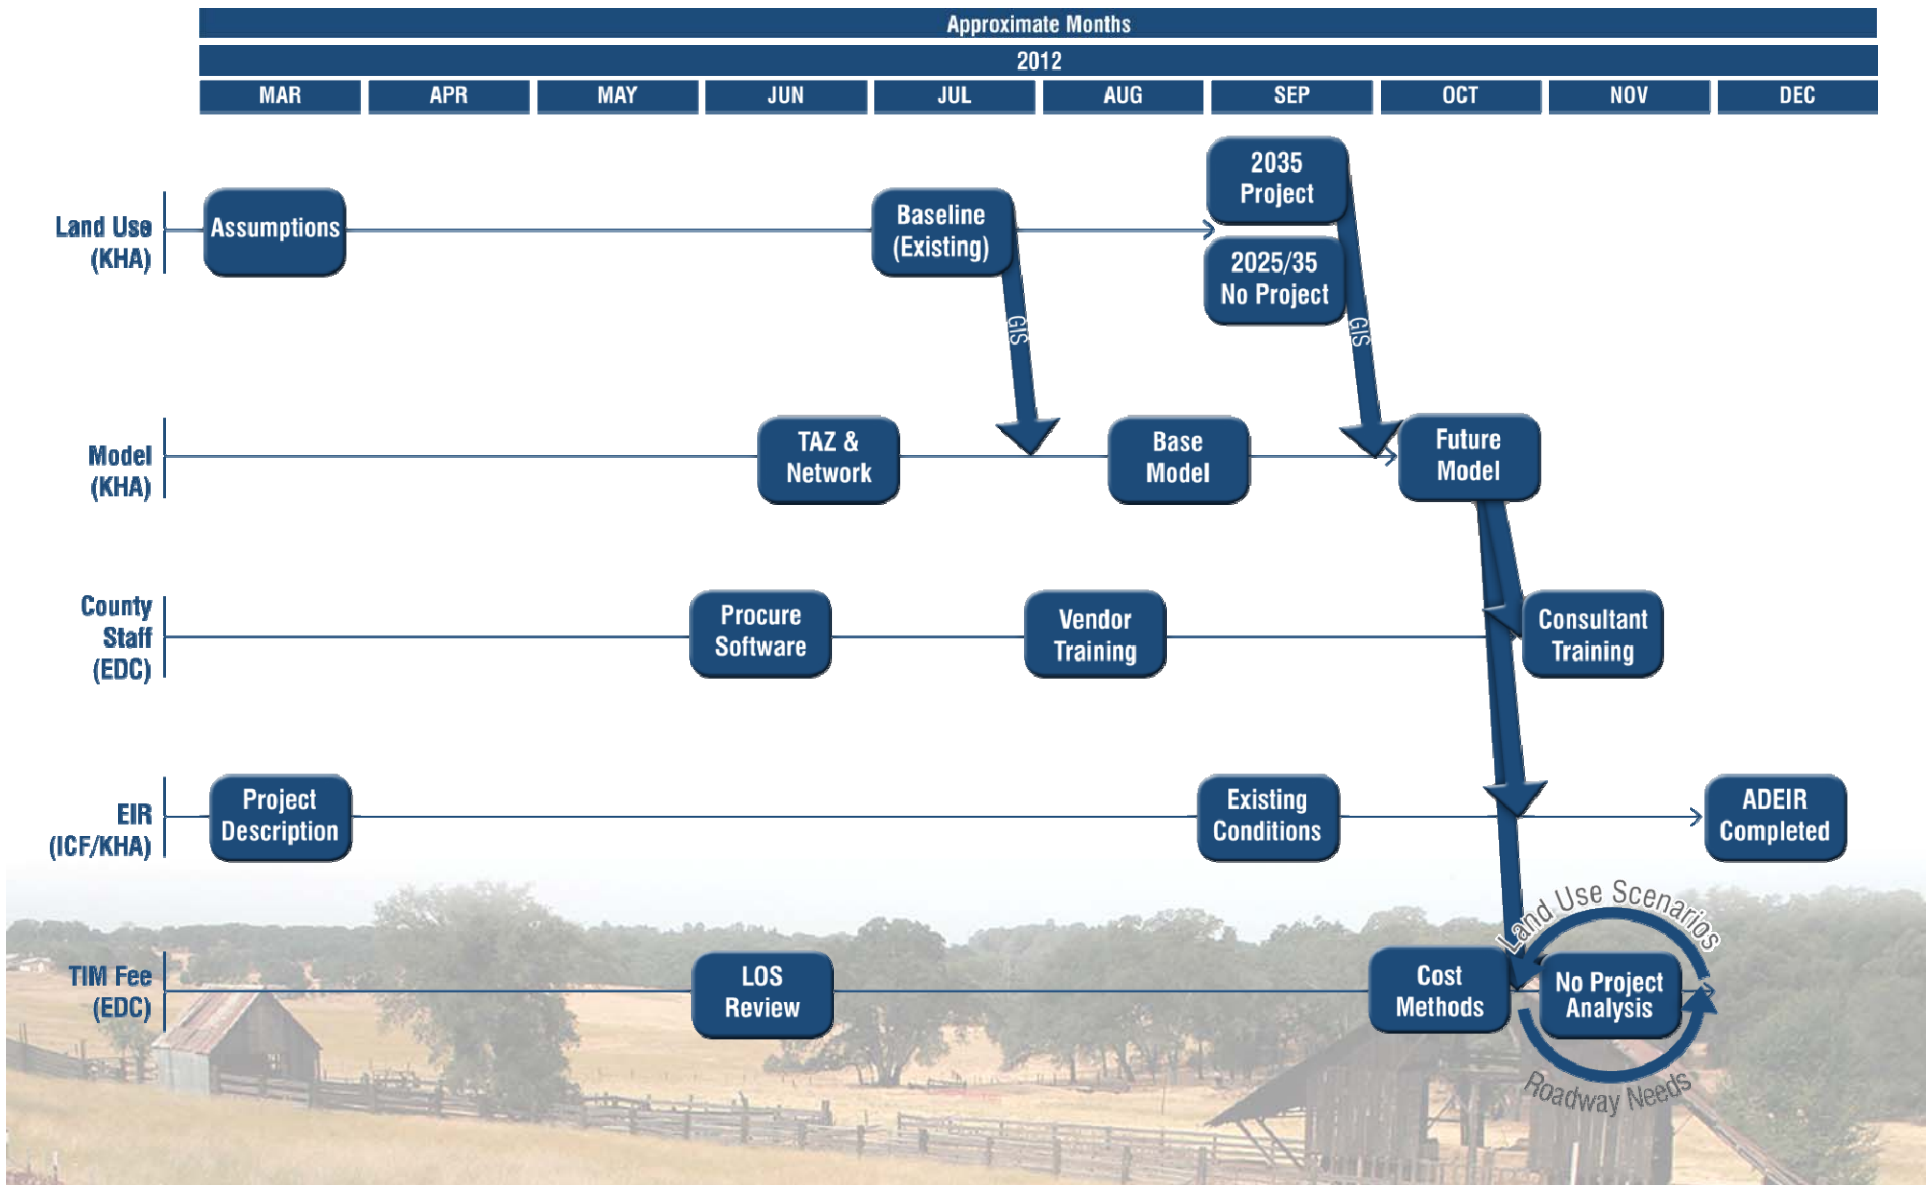 Approximate Months
2012
MAR APR MAY JUN JUL AUG SEP OCT NOV DEC
Land Use
(KHA)
Assumptions
Baseline
(Existing)
2035
Project
2025/35
No Project
GIS
GIS
Model
(KHA)
TAZ &
Network
Base
Model
Future
Model
County
Staff
(EDC)
Procure
Software
Vendor
Training
Consultant
Training
EIR
(ICF/KHA)
Project
Description
Existing
Conditions
ADEIR
Completed
TIM Fee
(EDC)
LOS
Review
Cost
Methods
Land Use Scenarios
No Project
Analysis
Roadway Needs